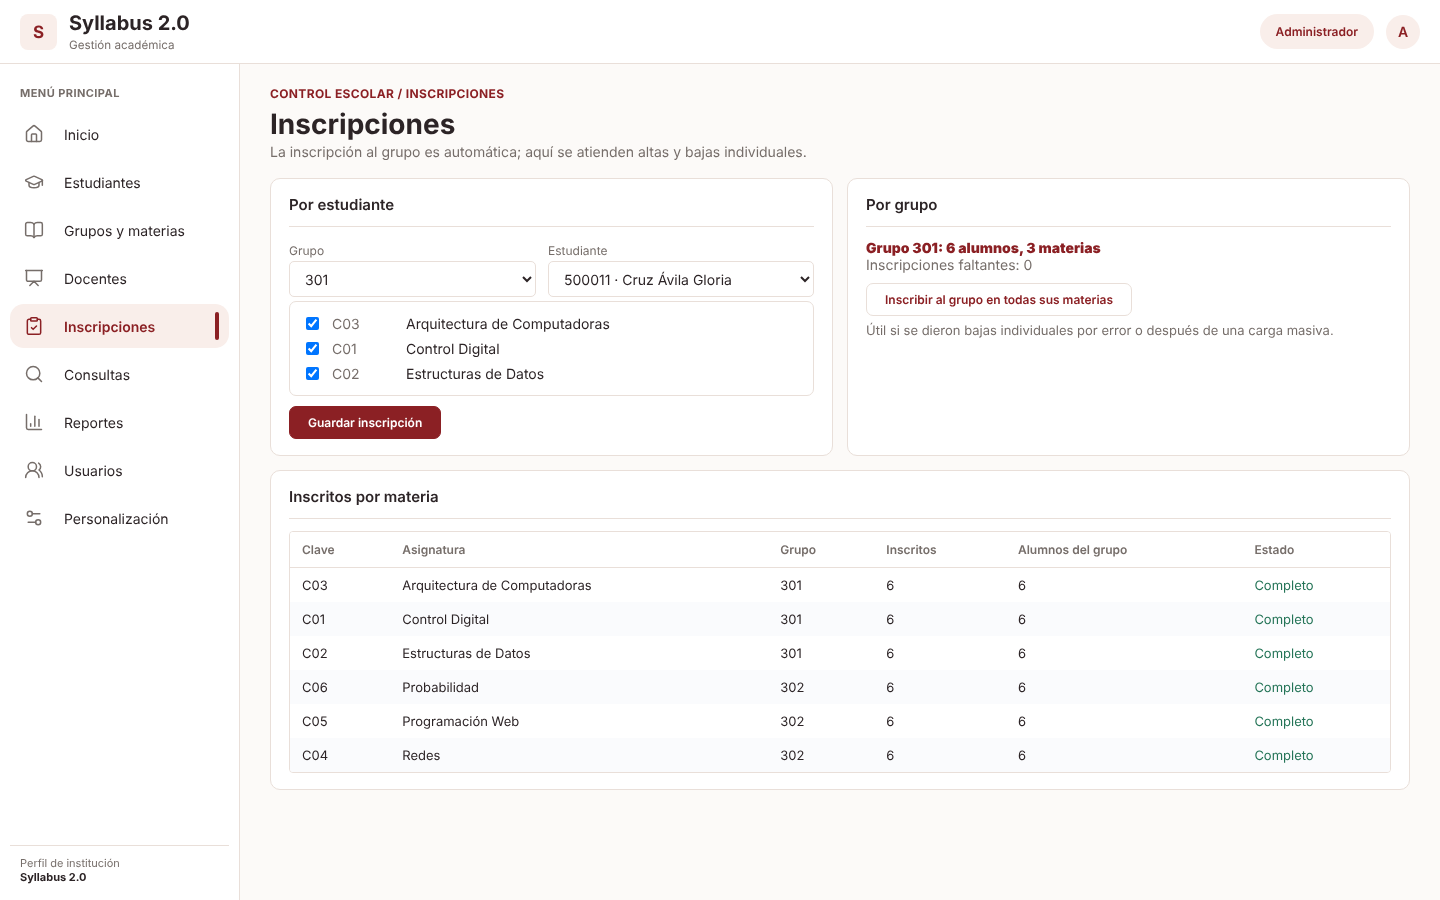 S
Syllabus 2.0
Gestión académica
Administrador
A
MENÚ PRINCIPAL
Inicio
Estudiantes
Grupos y materias
Docentes
Inscripciones
Consultas
Reportes
Usuarios
Personalización
Perfil de institución
Syllabus 2.0
CONTROL ESCOLAR / INSCRIPCIONES
Inscripciones
La inscripción al grupo es automática; aquí se atienden altas y bajas individuales.
Por estudiante
Grupo Estudiante
301 500011 · Cruz Ávila Gloria
C03 Arquitectura de Computadoras
C01 Control Digital
C02 Estructuras de Datos
Guardar inscripción
Por grupo
Grupo 301: 6 alumnos, 3 materias
Inscripciones faltantes: 0
Inscribir al grupo en todas sus materias
Útil si se dieron bajas individuales por error o después de una carga masiva.
Inscritos por materia
Clave Asignatura Grupo Inscritos Alumnos del grupo Estado
C03 Arquitectura de Computadoras 301 6 6 Completo
C01 Control Digital 301 6 6 Completo
C02 Estructuras de Datos 301 6 6 Completo
C06 Probabilidad 302 6 6 Completo
C05 Programación Web 302 6 6 Completo
C04 Redes 302 6 6 Completo